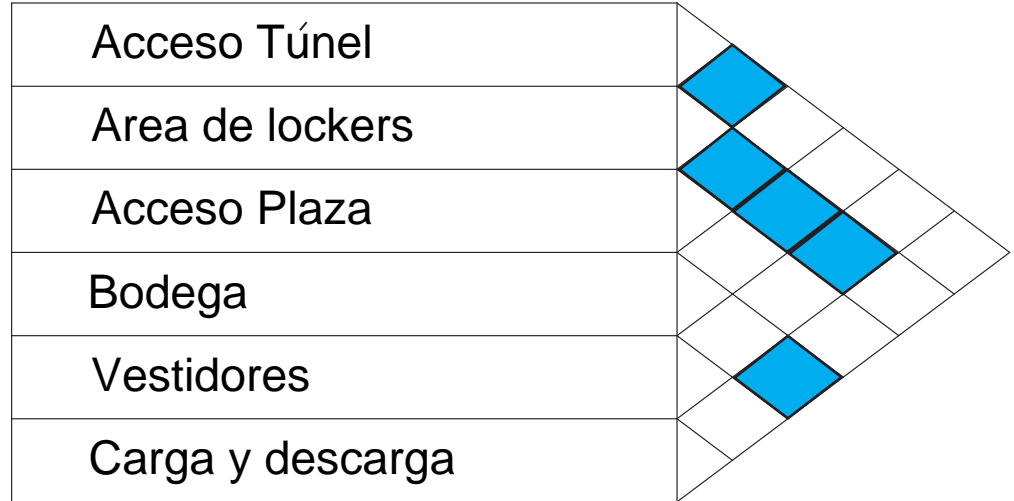 Acceso Túnel
Area de lockers
Acceso Plaza
Bodega
Vestidores
Carga y descarga